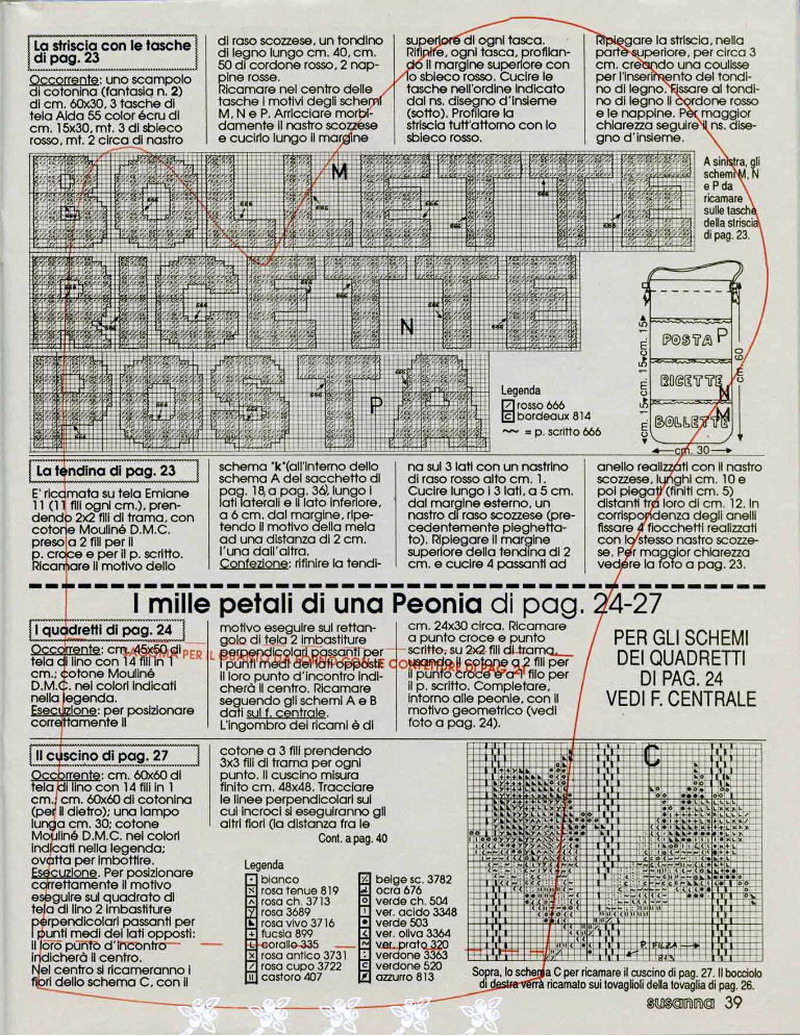 La striscia con le tasche
di pag. 23
Occorrente: uno scampolo
di cotonina (fantasia n. 2)
di cm. 60x30, 3 tasche di
tela Aida 55 color écru di
cm. 15x30, mt. 3 di sbieco
rosso, mt. 2 circa di nastro
di raso scozzese, un tondino
di legno lungo cm. 40, cm.
50 di cordone rosso, 2 nap-
pine rosse.
Ricamare nel centro delle
tasche i motivi degli schemi
M, N e P. Arricciare morbi-
damente il nastro scozzese
e cucirlo lungo il margine
superiore di ogni tasca.
Rifinire, ogni tasca, profilan-
do il margine superiore con
lo sbieco rosso. Cucire le
tasche nell'ordine indicato
dal ns. disegno d'insieme
(sotto). Profilare la
striscia tutt'attorno con lo
sbieco rosso.
Ripiegare la striscia, nella
parte superiore, per circa 3
cm. creando una coulisse
per l'inserimento del tondi-
no di legno. Fissare al tondi-
no di legno il cordone rosso
e le nappine. Per maggior
chiarezza seguire il ns. dise-
gno d'insieme.
BOLLETTE
M
666
666
666
666
666
A sinistra, gli
schemi M, N
e P da
ricamare
sulle tasche
della striscia
di pag. 23.
RICETTE
N
666
666
666
666
666
POSTA
P
666
666
666
666
Legenda
rosso 666
C bordeaux 814
= p. scritto 666
POSTA P
RICETTE N
BOLLETTE M
cm. 15
15
15
cm. 60
cm. 30
La tendina di pag. 23
E' ricamata su tela Emiane
11 (11 fili ogni cm.), pren-
dendo 2x2 fili di trama, con
cotone Mouliné D.M.C.
preso a 2 fili per il
p. croce e per il p. scritto.
Ricamare il motivo dello
schema "k"(all'interno dello
schema A del sacchetto di
pag. 18, a pag. 36), lungo i
lati laterali e il lato inferiore,
a 6 cm. dal margine, ripe-
tendo il motivo della mela
ad una distanza di 2 cm.
l'una dall'altra.
Confezione: rifinire la tendi-
na sui 3 lati con un nastrino
di raso rosso alto cm. 1.
Cucire lungo i 3 lati, a 5 cm.
dal margine esterno, un
nastro di raso scozzese (pre-
cedentemente pieghetta-
to). Ripiegare il margine
superiore della tendina di 2
cm. e cucire 4 passanti ad
anello realizzati con il nastro
scozzese, lunghi cm. 10 e
poi piegati (finiti cm. 5)
distanti tra loro di cm. 12. In
corrispondenza degli anelli
fissare 4 fiocchetti realizzati
con lo stesso nastro scozze-
se. Per maggior chiarezza
vedere la foto a pag. 23.
I mille petali di una Peonia di pag. 24-27
I quadretti di pag. 24
Occorrente: cm. 45x50 di
tela di lino con 14 fili in 1
cm.; cotone Mouliné
D.M.C. nei colori indicati
nella legenda.
Esecuzione: per posizionare
correttamente il
motivo eseguire sul rettan-
golo di tela 2 imbastiture
perpendicolari passanti per
i punti medi dei lati opposti:
il loro punto d'incontro indi-
cherà il centro. Ricamare
seguendo gli schemi A e B
dati su f. centrale.
L'ingombro dei ricami è di
cm. 24x30 circa. Ricamare
a punto croce e punto
scritto, su 2x2 fili di trama,
usando il cotone a 2 fili per
il punto croce e a 1 filo per
il p. scritto. Completare,
intorno alle peonie, con il
motivo geometrico (vedi
foto a pag. 24).
PER GLI SCHEMI
DEI QUADRETTI
DI PAG. 24
VEDI F. CENTRALE
Il cuscino di pag. 27
Occorrente: cm. 60x60 di
tela di lino con 14 fili in 1
cm.; cm. 60x60 di cotonina
(per il dietro); una lampo
lunga cm. 30; cotone
Mouliné D.M.C. nei colori
indicati nella legenda;
ovatta per imbottire.
Esecuzione. Per posizionare
correttamente il motivo
eseguire sul quadrato di
tela di lino 2 imbastiture
perpendicolari passanti per
i punti medi dei lati opposti:
il loro punto d'incontro
indicherà il centro.
Nel centro si ricameranno i
fiori dello schema C, con il
cotone a 3 fili prendendo
3x3 fili di trama per ogni
punto. Il cuscino misura
finito cm. 48x48. Tracciare
le linee perpendicolari sul
cui incroci si eseguiranno gli
altri fiori (la distanza fra le
Cont. a pag. 40
Legenda
bianco
rosa tenue 819
rosa ch. 3713
rosa 3689
rosa vivo 3716
fucsia 899
corallo 335
rosa antico 3731
rosa cupo 3722
castoro 407
beige sc. 3782
ocra 676
verde ch. 504
ver. acido 3348
verde 503
ver. oliva 3364
ver. prato 320
verdone 3363
verdone 520
azzurro 813
C
P. FILZA
813
Sopra, lo schema C per ricamare il cuscino di pag. 27. Il bocciolo
di destra verrà ricamato sui tovaglioli della tovaglia di pag. 26.
susanna 39